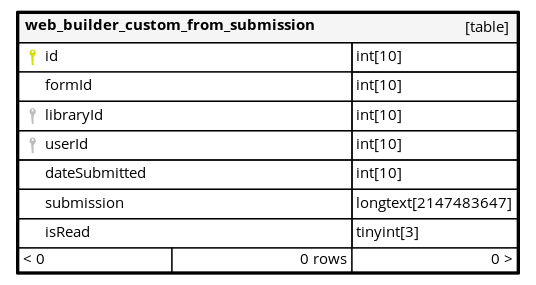 web_builder_custom_from_submission [table]
id int[10]
formId int[10]
libraryId int[10]
userId int[10]
dateSubmitted int[10]
submission longtext[2147483647]
isRead tinyint[3]
< 0 0 rows 0 >